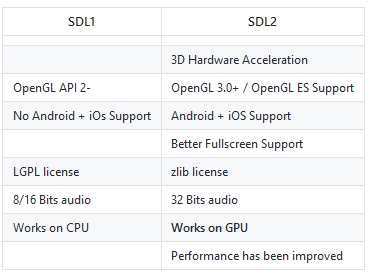 SDL1 SDL2
3D Hardware Acceleration
OpenGL API 2- OpenGL 3.0+ / OpenGL ES Support
No Android + iOs Support Android + iOS Support
Better Fullscreen Support
LGPL license zlib license
8/16 Bits audio 32 Bits audio
Works on CPU Works on GPU
Performance has been improved